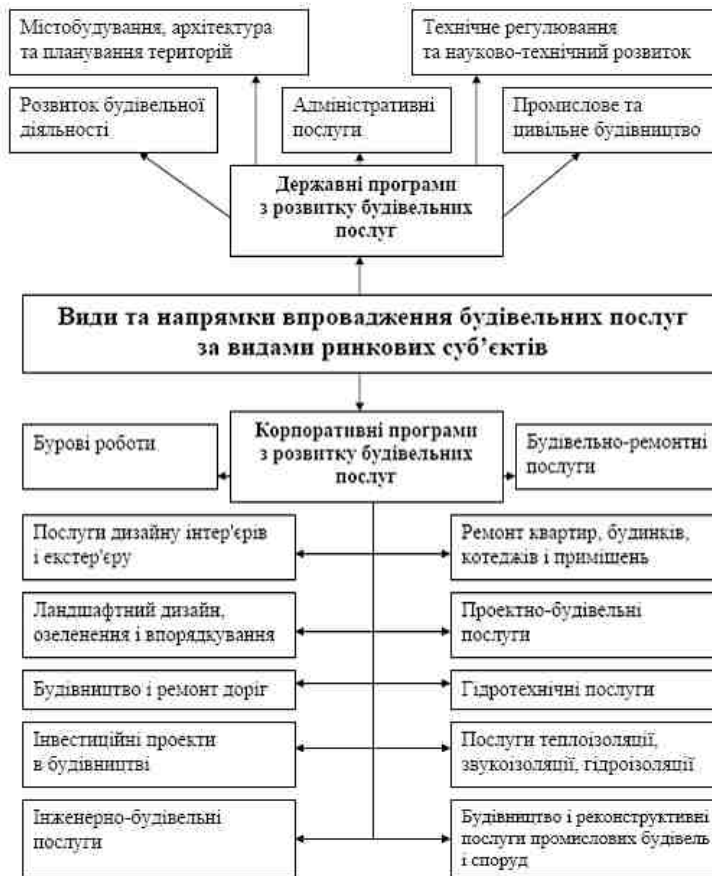 Містобудування, архітектура
та планування територій
Технічне регулювання
та науково-технічний розвиток
Розвиток будівельної
діяльності
Адміністративні
послуги
Промислове та
цивільне будівництво
Державні програми
з розвитку будівельних
послуг
Види та напрямки впровадження будівельних послуг
за видами ринкових суб’єктів
Корпоративні програми
з розвитку будівельних
послуг
Бурові роботи
Будівельно-ремонтні
послуги
Послуги дизайну інтер'єрів
і екстер'єру
Ремонт квартир, будинків,
котеджів і приміщень
Ландшафтний дизайн,
озеленення і впорядкування
Проектно-будівельні
послуги
Будівництво і ремонт доріг
Гідротехнічні послуги
Інвестиційні проекти
в будівництві
Послуги теплоізоляції,
звукоізоляції, гідроізоляції
Інженерно-будівельні
послуги
Будівництво і реконструктивні
послуги промислових будівель
і споруд